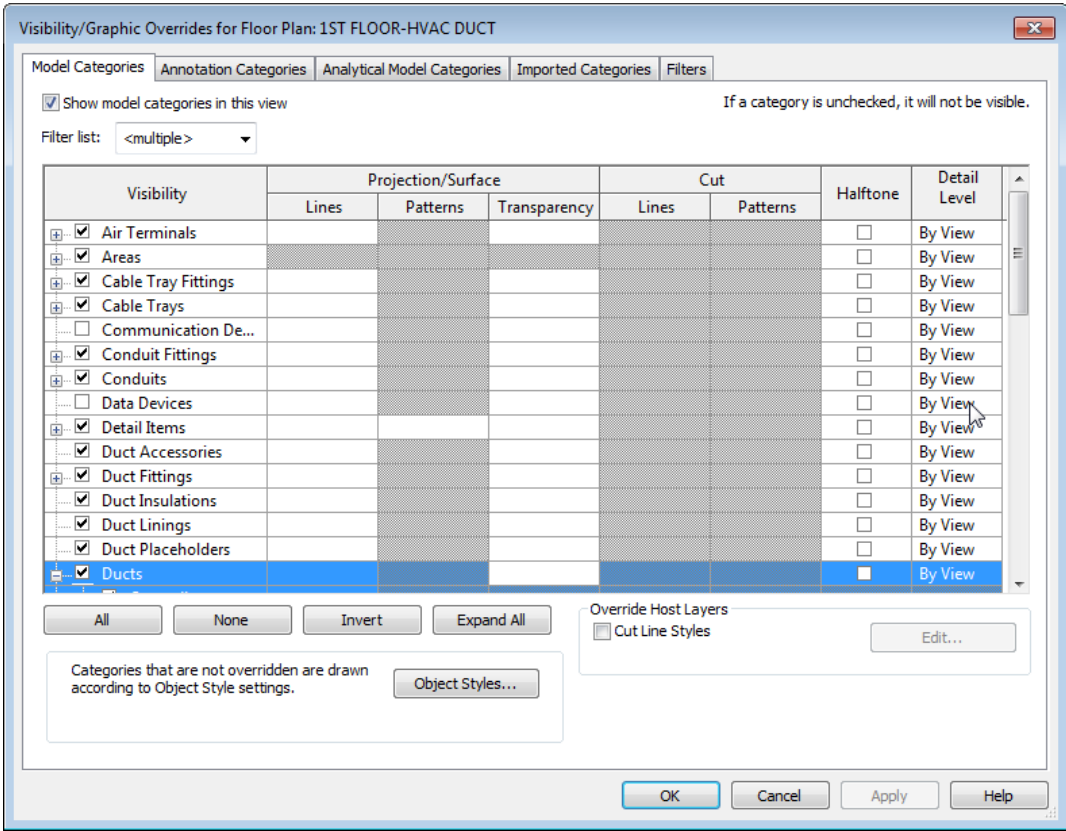 Visibility/Graphic Overrides for Floor Plan: 1ST FLOOR-HVAC DUCT
Model Categories Annotation Categories Analytical Model Categories Imported Categories Filters
Show model categories in this view If a category is unchecked, it will not be visible.
Filter list: <multiple>
Visibility Projection/Surface Cut Halftone Detail Level
Lines Patterns Transparency Lines Patterns
Air Terminals By View
Areas By View
Cable Tray Fittings By View
Cable Trays By View
Communication De... By View
Conduit Fittings By View
Conduits By View
Data Devices By View
Detail Items By View
Duct Accessories By View
Duct Fittings By View
Duct Insulations By View
Duct Linings By View
Duct Placeholders By View
Ducts By View
All None Invert Expand All
Override Host Layers
Cut Line Styles Edit...
Categories that are not overridden are drawn
according to Object Style settings.
Object Styles...
OK Cancel Apply Help